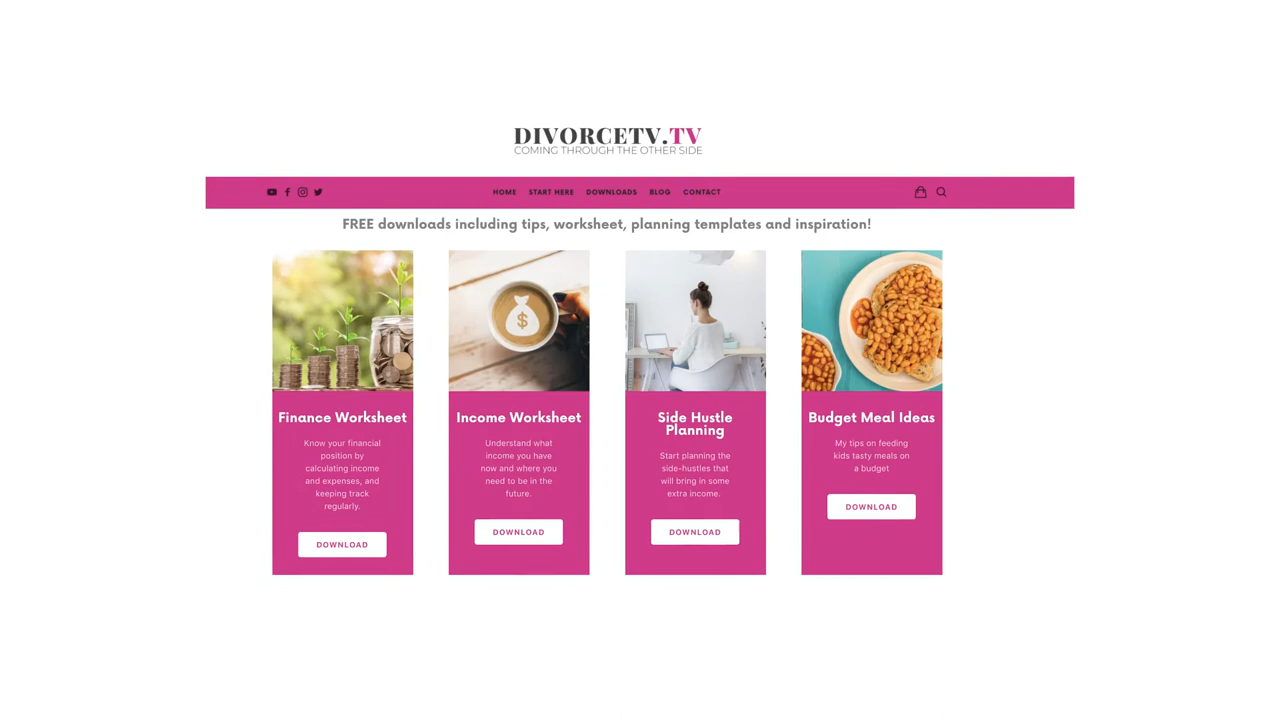 DIVORCETV.TV
COMING THROUGH THE OTHER SIDE
HOME START HERE DOWNLOADS BLOG CONTACT
FREE downloads including tips, worksheet, planning templates and inspiration!
$
Finance Worksheet
Know your financial
position by
calculating income
and expenses, and
keeping track
regularly.
DOWNLOAD
Income Worksheet
Understand what
income you have
now and where you
need to be in the
future.
DOWNLOAD
Side Hustle
Planning
Start planning the
side-hustles that
will bring in some
extra income.
DOWNLOAD
Budget Meal Ideas
My tips on feeding
kids tasty meals on
a budget
DOWNLOAD